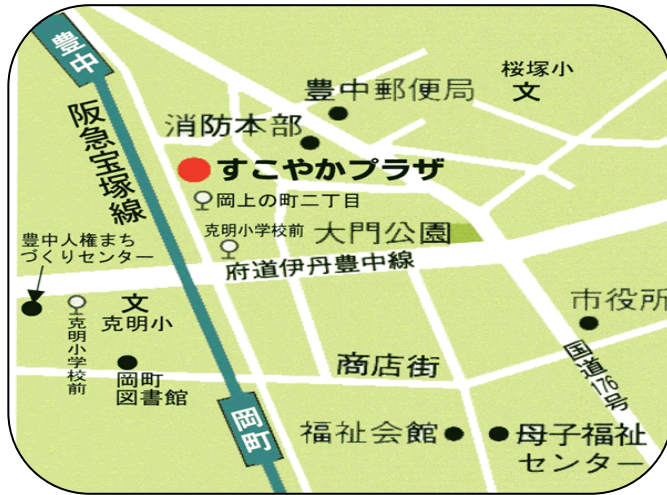 豊中
桜塚小
文
豊中郵便局
阪急宝塚線
消防本部
すこやかプラザ
岡上の町二丁目
克明小学校前
大門公園
豊中人権まち
づくりセンター
府道伊丹豊中線
文
克明小
克明小学校前
市役所
国道176号
商店街
岡町
図書館
岡町
福祉会館
母子福祉
センター